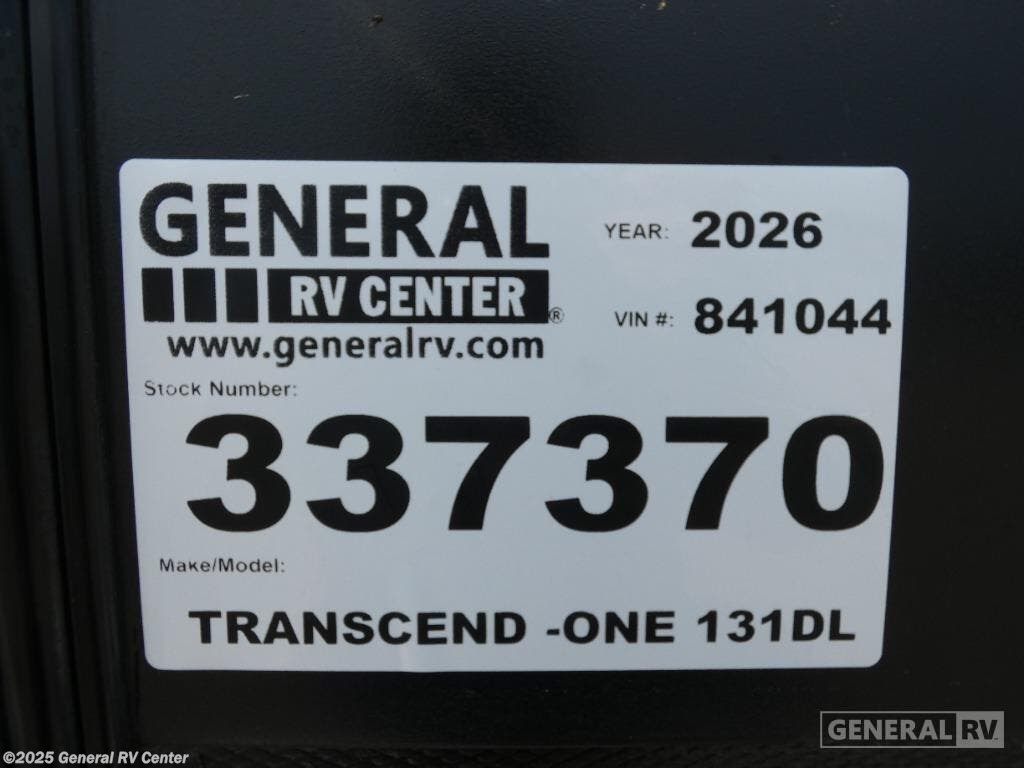 GENERAL
RV CENTER®
www.generalrv.com
YEAR: 2026
VIN #: 841044
Stock Number:
337370
Make/Model:
TRANSCEND -ONE 131DL
GENERAL RV
©2025 General RV Center